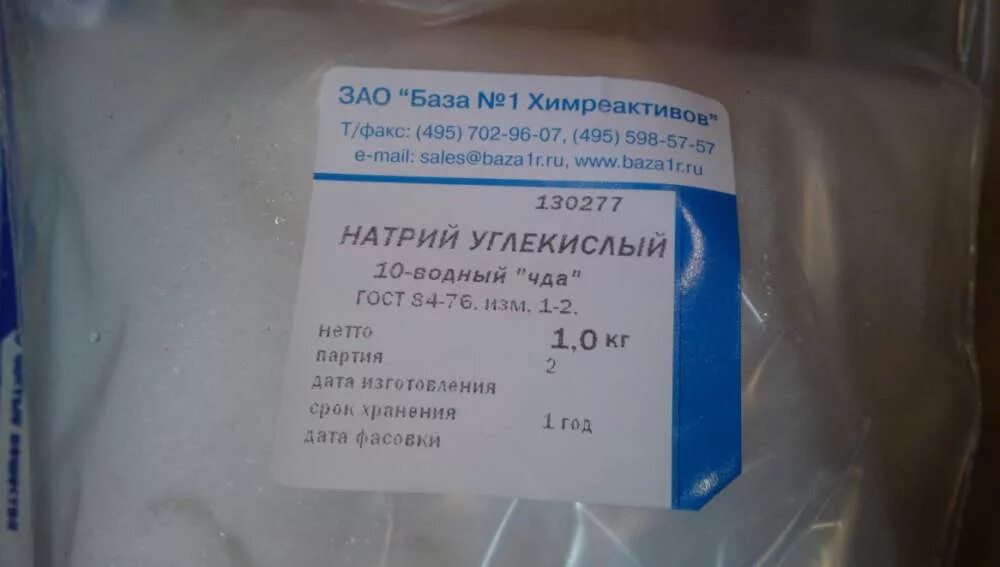 ЗАО "База №1 Химреактивов"
Т/факс: (495) 702-96-07, (495) 598-57-57
e-mail: sales@baza1r.ru, www.baza1r.ru
130277
НАТРИЙ УГЛЕКИСЛЫЙ
10-водный "чда"
ГОСТ 84-76. изм. 1-2.
нетто 1,0 кг
партия 2
дата изготовления
срок хранения 1 год
дата фасовки